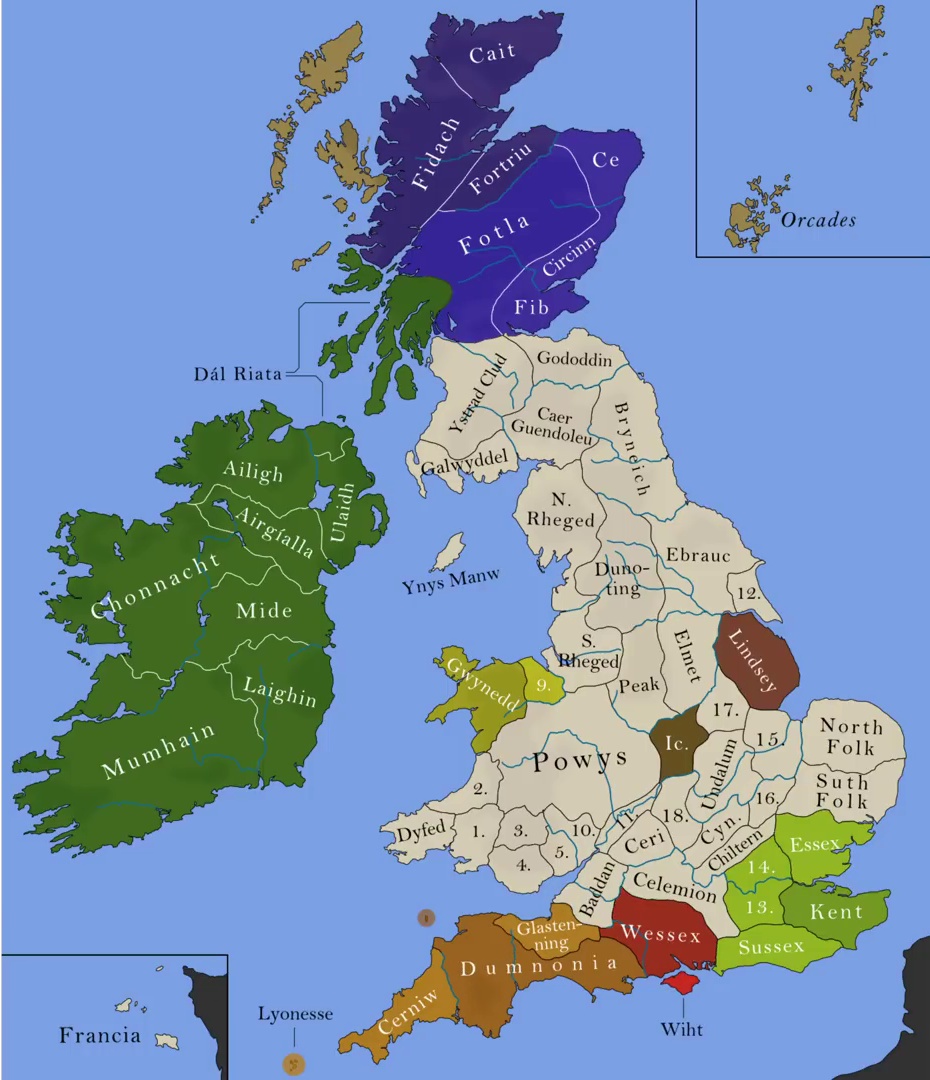 Cait
Orcades
Fidach
Fortriu
Ce
Fotla
Circinn
Fib
Dál Riata
Gododdin
Ystrad Clud
Caer
Guendoleu
Bryneich
Galwyddel
Ailigh
Airgíalla
Ulaidh
N.
Rheged
Ynys Manw
Ebrauc
Duno-
ting
12.
Chonnacht
Mide
S.
Rheged
Elmet
Lindsey
Gwynedd
9.
Peak
Laighin
17.
15.
North
Folk
Mumhain
Powys
Ic.
Undalum
Suth
Folk
2.
16.
Dyfed
1.
3.
10.
11.
18.
Cyn.
Ceri
Chiltern
Essex
4.
5.
14.
Baddan
Celemion
13.
Kent
Glasten-
ning
Wessex
Sussex
Dumnonia
Cerniw
Lyonesse
Wiht
Francia